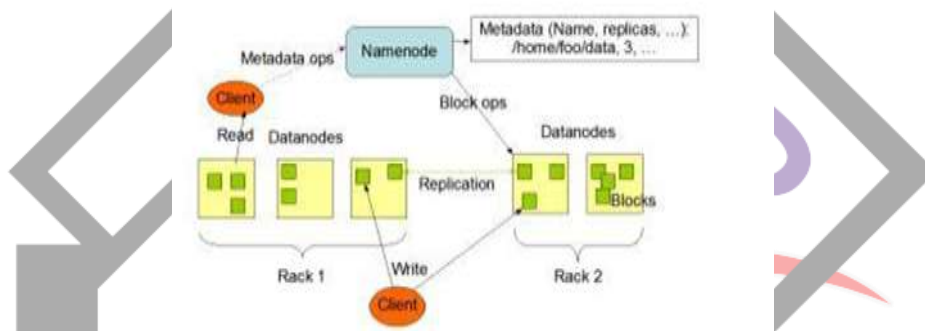 Metadata (Name, replicas, ...):
/home/foo/data, 3, ...
Namenode
Metadata ops
Client
Block ops
Read
Datanodes
Datanodes
Replication
Blocks
Rack 1
Write
Rack 2
Client